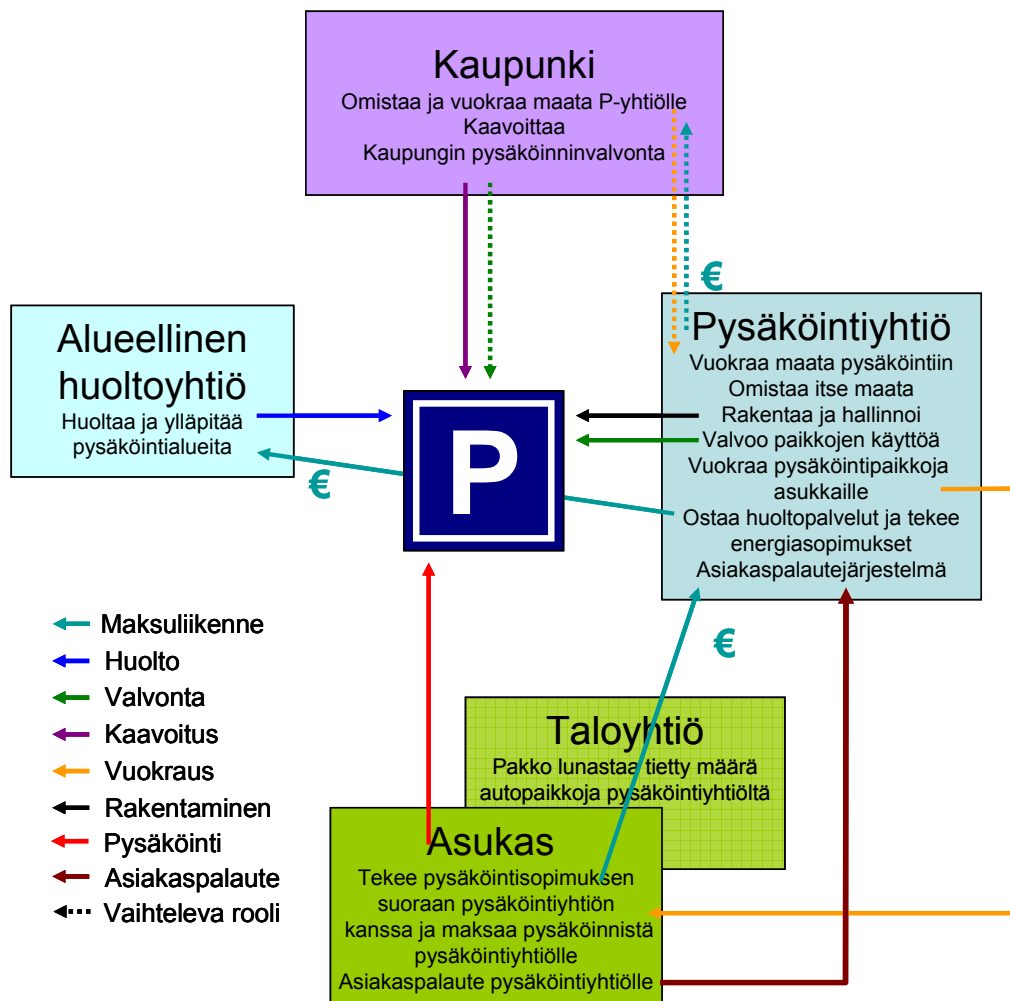 Kaupunki
Omistaa ja vuokraa maata P-yhtiölle
Kaavoittaa
Kaupungin pysäköinninvalvonta
€
Alueellinen
huoltoyhtiö
Huoltaa ja ylläpitää
pysäköintialueita
€
P
Pysäköintiyhtiö
Vuokraa maata pysäköintiin
Omistaa itse maata
Rakentaa ja hallinnoi
Valvoo paikkojen käyttöä
Vuokraa pysäköintipaikkoja
asukkaille
Ostaa huoltopalvelut ja tekee
energiasopimukset
Asiakaspalautejärjestelmä
€
Maksuliikenne
Huolto
Valvonta
Kaavoitus
Vuokraus
Rakentaminen
Pysäköinti
Asiakaspalaute
Vaihteleva rooli
Taloyhtiö
Pakko lunastaa tietty määrä
autopaikkoja pysäköintiyhtiöltä
Asukas
Tekee pysäköintisopimuksen
suoraan pysäköintiyhtiön
kanssa ja maksaa pysäköinnistä
pysäköintiyhtiölle
Asiakaspalaute pysäköintiyhtiölle